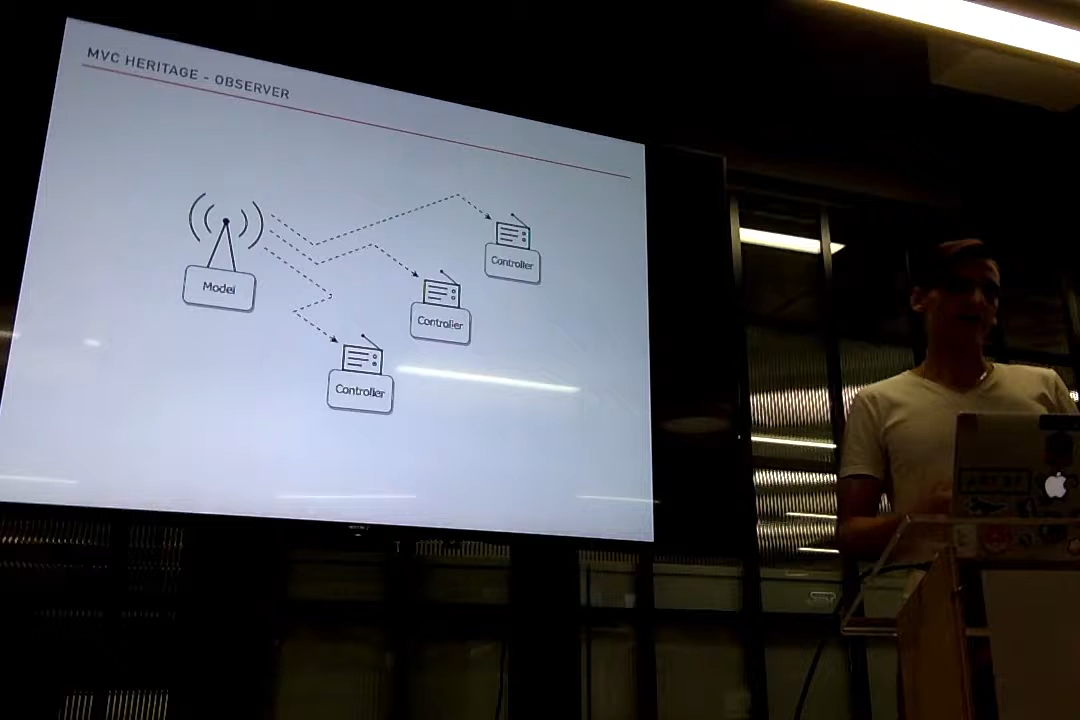 MVC HERITAGE - OBSERVER
Model
Controller
Controller
Controller